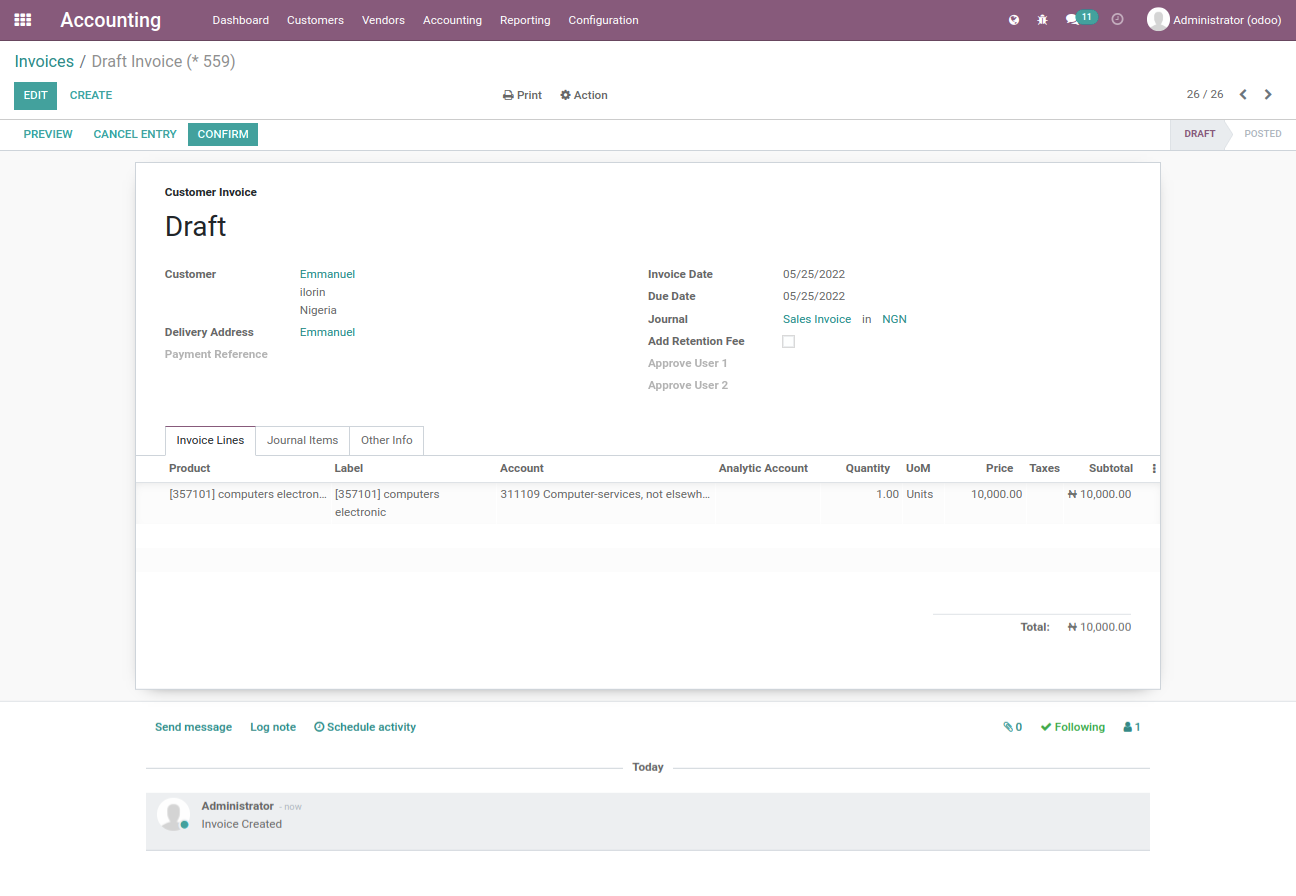 Accounting Dashboard Customers Vendors Accounting Reporting Configuration 11 Administrator (odoo)
Invoices / Draft Invoice (* 559)
EDIT CREATE Print Action 26 / 26
PREVIEW CANCEL ENTRY CONFIRM DRAFT POSTED
Customer Invoice
Draft
Customer Emmanuel Invoice Date 05/25/2022
ilorin
Due Date 05/25/2022
Nigeria
Journal Sales Invoice in NGN
Delivery Address Emmanuel
Add Retention Fee
Payment Reference
Approve User 1
Approve User 2
Invoice Lines Journal Items Other Info
Product Label Account Analytic Account Quantity UoM Price Taxes Subtotal
[357101] computers electron... [357101] computers 311109 Computer-services, not elsewh... 1.00 Units 10,000.00 ₦ 10,000.00
electronic
Total: ₦ 10,000.00
Send message Log note Schedule activity 0 Following 1
Today
Administrator - now
Invoice Created